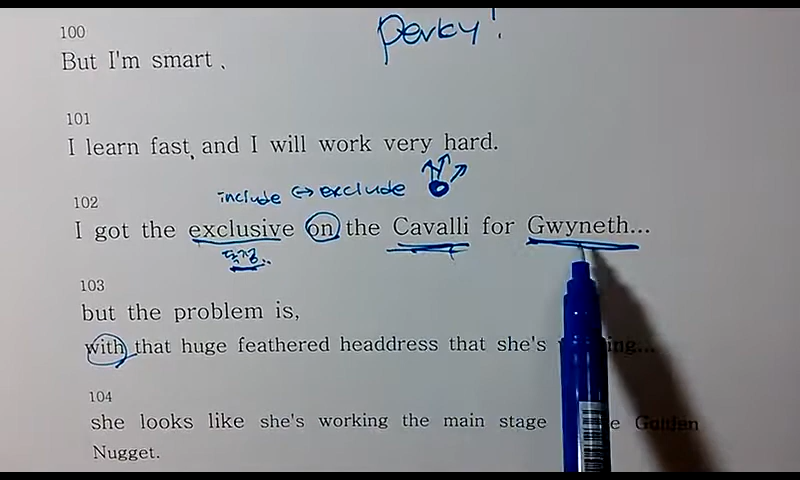 perky!
100
But I'm smart、
101
I learn fast, and I will work very hard.
include ↔ exclude
102
I got the exclusive on the Cavalli for Gwyneth...
독점..
103
but the problem is,
with that huge feathered headdress that she's
104
she looks like she's working the main stage
Nugget.